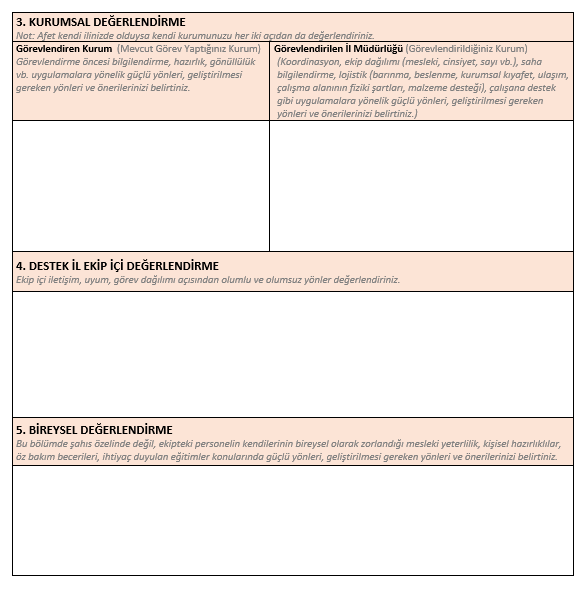 3. KURUMSAL DEĞERLENDİRME
Not: Afet kendi ilinizde olduysa kendi kurumunuzu her iki açıdan da değerlendiriniz.
Görevlendiren Kurum (Mevcut Görev Yaptığınız Kurum)
Görevlendirme öncesi bilgilendirme, hazırlık, gönüllülük
vb. uygulamalara yönelik güçlü yönleri, geliştirilmesi
gereken yönleri ve önerilerinizi belirtiniz.
Görevlendirilen İl Müdürlüğü (Görevlendirildiğiniz Kurum)
(Koordinasyon, ekip dağılımı (mesleki, cinsiyet, sayı vb.), saha
bilgilendirme, lojistik (barınma, beslenme, kurumsal kıyafet, ulaşım,
çalışma alanının fiziki şartları, malzeme desteği), çalışana destek
gibi uygulamalara yönelik güçlü yönleri, geliştirilmesi gereken
yönleri ve önerilerinizi belirtiniz.)
4. DESTEK İL EKİP İÇİ DEĞERLENDİRME
Ekip içi iletişim, uyum, görev dağılımı açısından olumlu ve olumsuz yönler değerlendiriniz.
5. BİREYSEL DEĞERLENDİRME
Bu bölümde şahıs özelinde değil, ekipteki personelin kendilerinin bireysel olarak zorlandığı mesleki yeterlilik, kişisel hazırlıklılar,
öz bakım becerileri, ihtiyaç duyulan eğitimler konularında güçlü yönleri, geliştirilmesi gereken yönleri ve önerilerinizi belirtiniz.